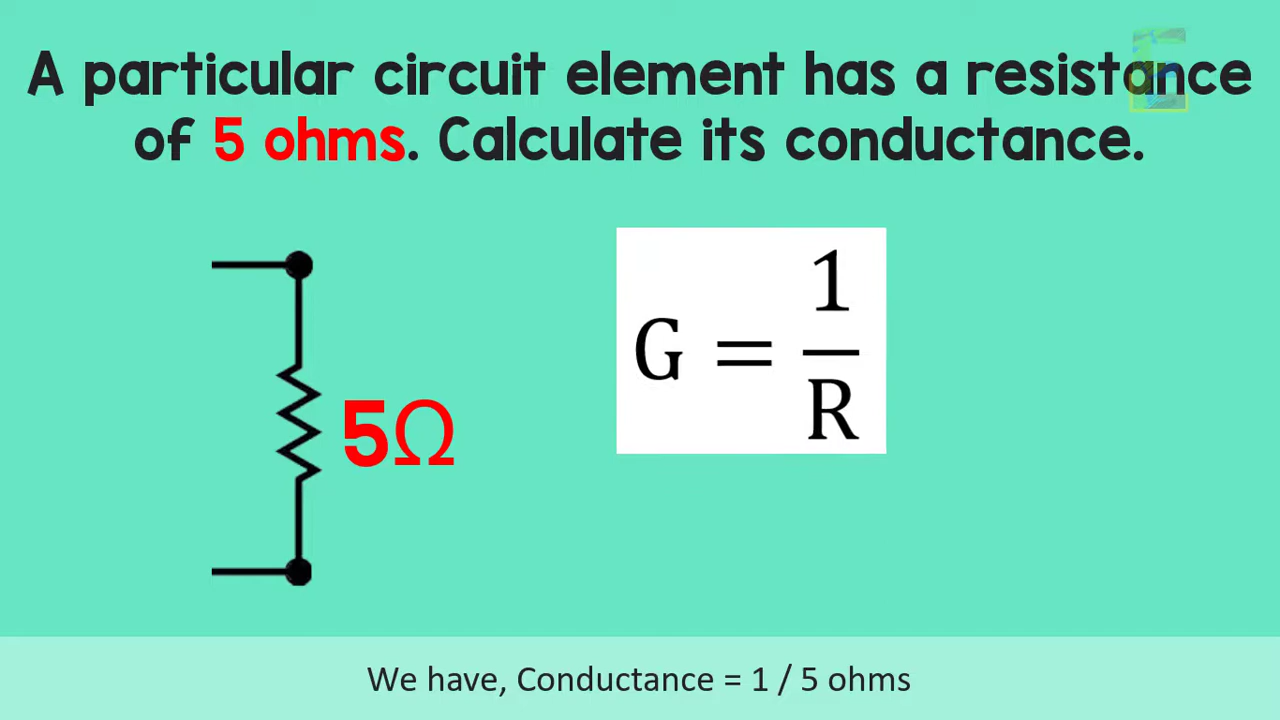 A particular circuit element has a resistance
of 5 ohms. Calculate its conductance.
5Ω
G = 1/R
We have, Conductance = 1 / 5 ohms